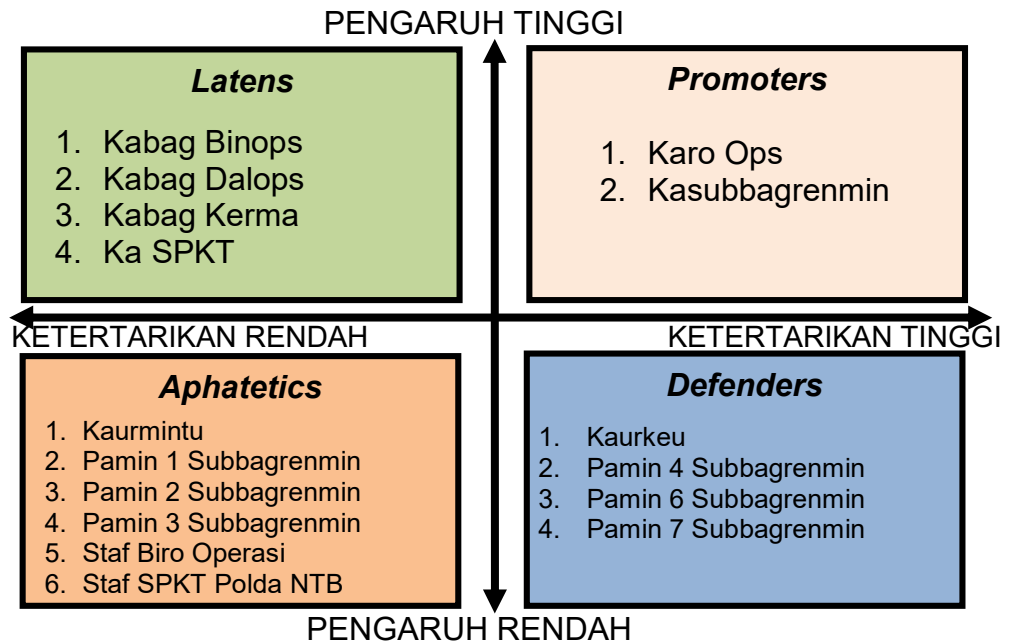 PENGARUH TINGGI
Latens
1. Kabag Binops
2. Kabag Dalops
3. Kabag Kerma
4. Ka SPKT
Promoters
1. Karo Ops
2. Kasubbagrenmin
KETERTARIKAN RENDAH
KETERTARIKAN TINGGI
Aphatetics
1. Kaurmintu
2. Pamin 1 Subbagrenmin
3. Pamin 2 Subbagrenmin
4. Pamin 3 Subbagrenmin
5. Staf Biro Operasi
6. Staf SPKT Polda NTB
Defenders
1. Kaurkeu
2. Pamin 4 Subbagrenmin
3. Pamin 6 Subbagrenmin
4. Pamin 7 Subbagrenmin
PENGARUH RENDAH